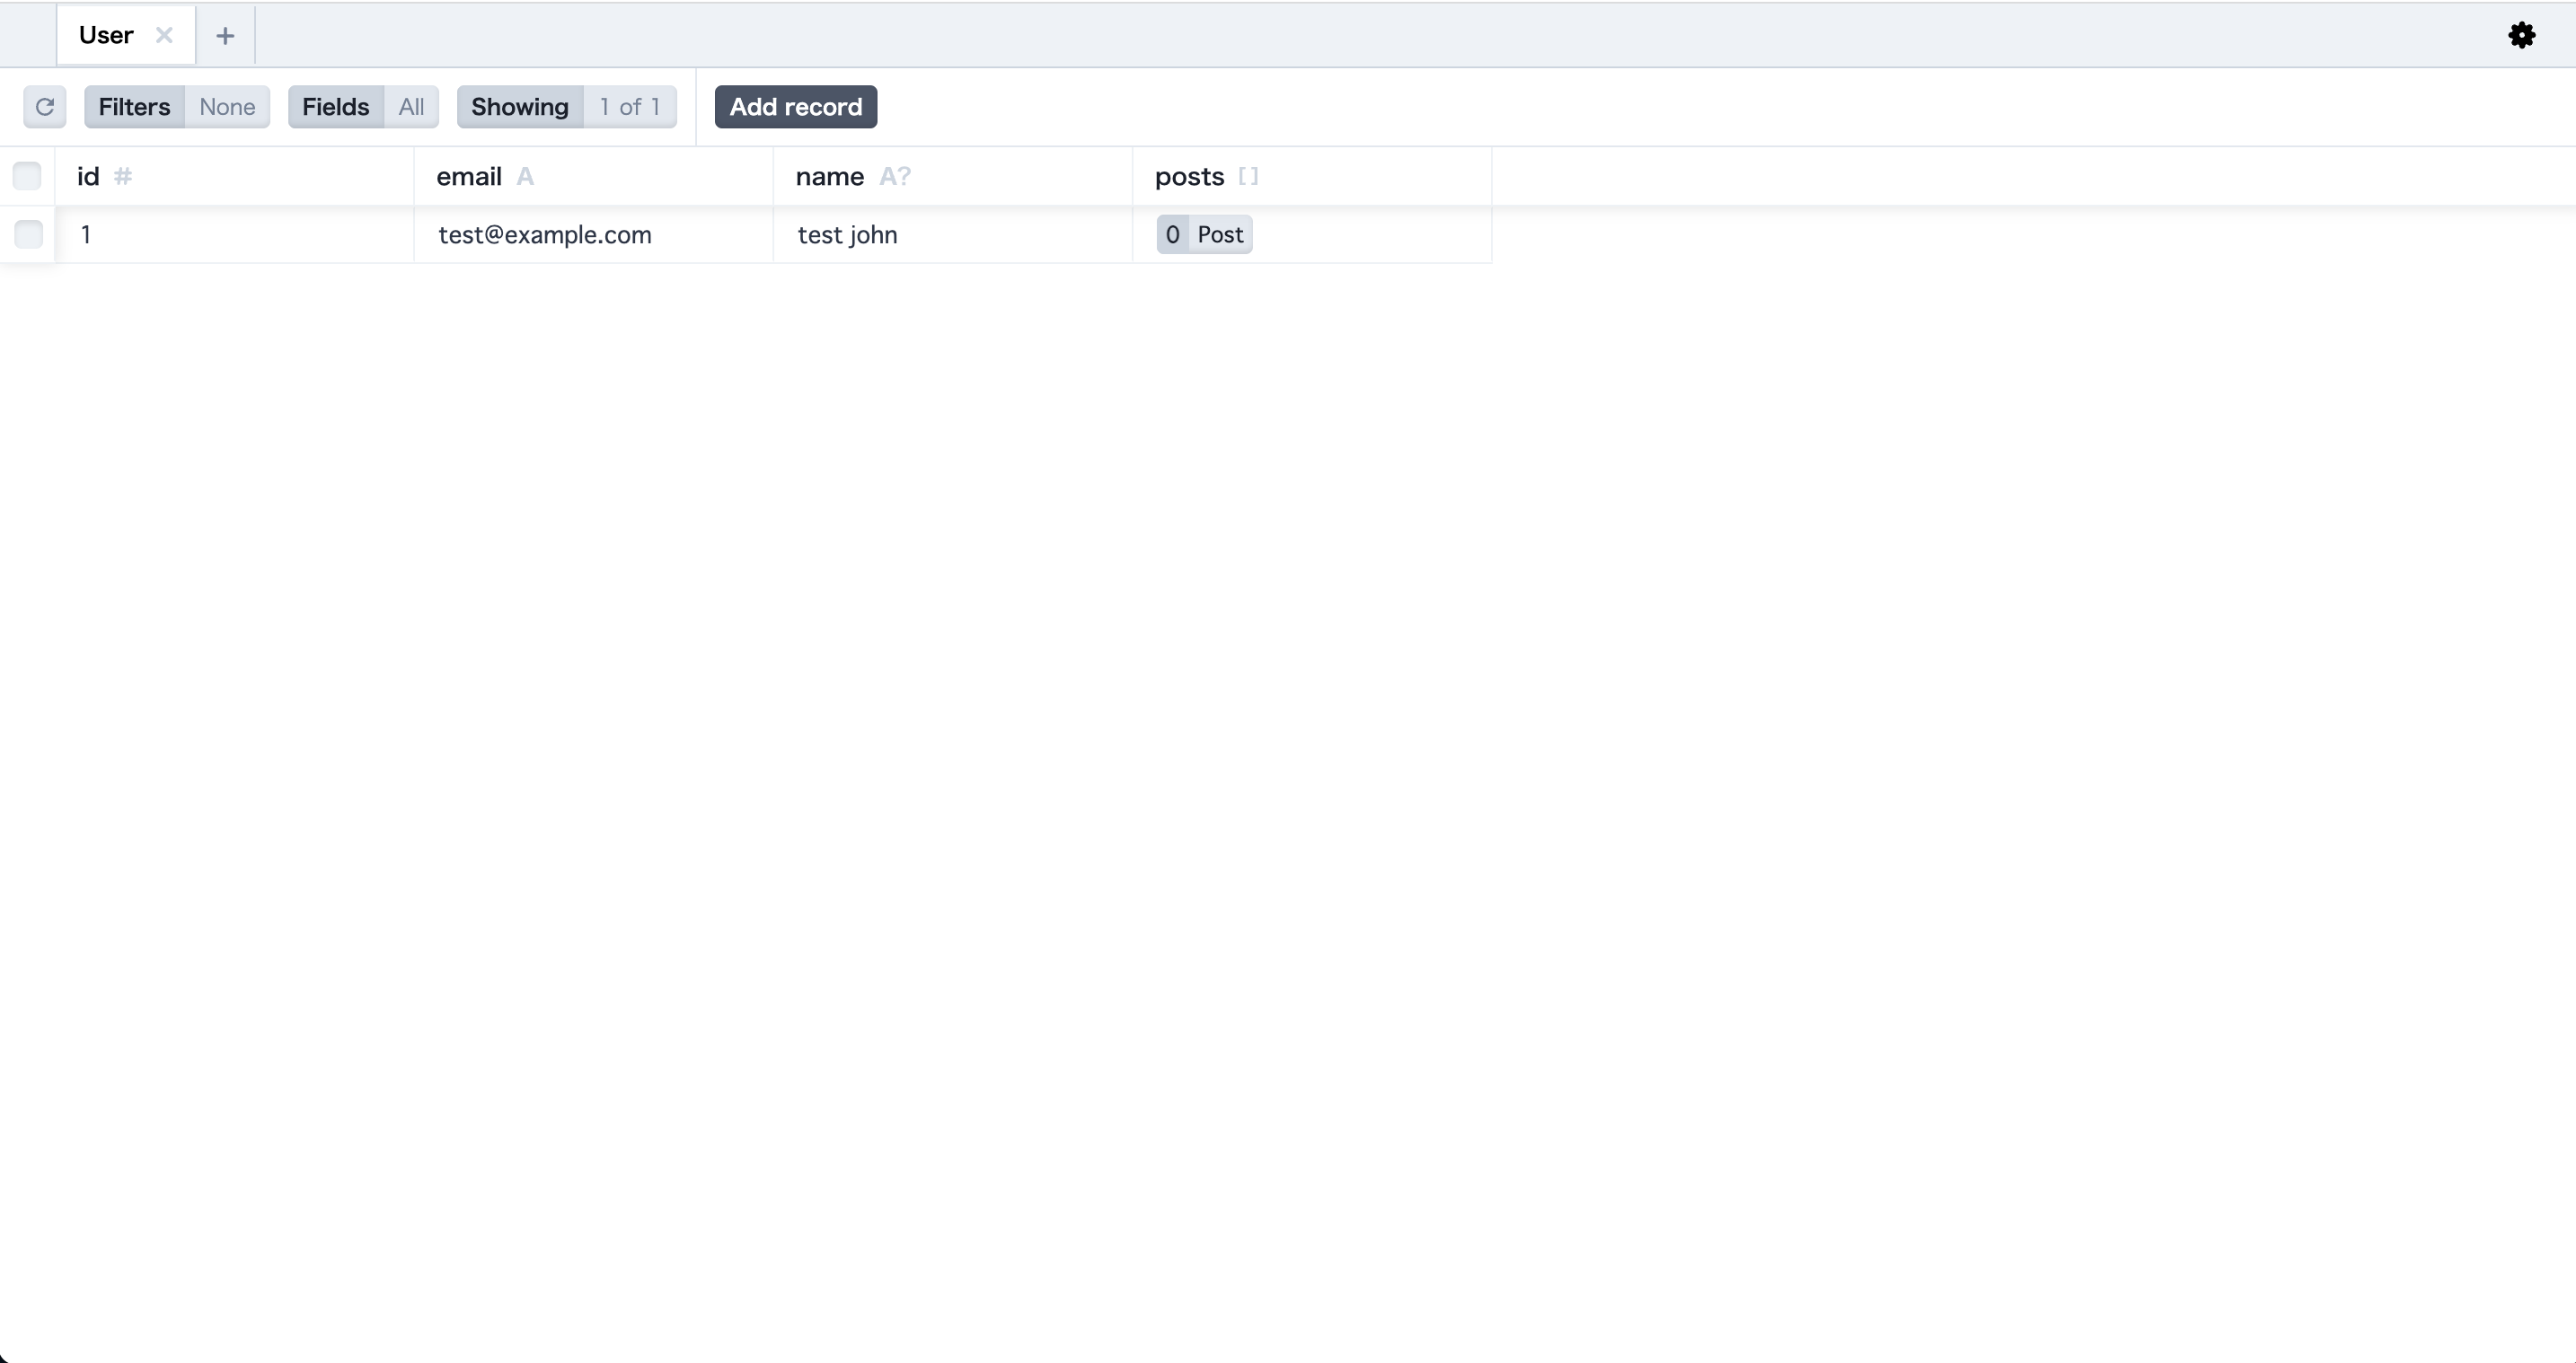 User
Filters None Fields All Showing 1 of 1 Add record
id # email A name A? posts []
1 test@example.com test john 0 Post